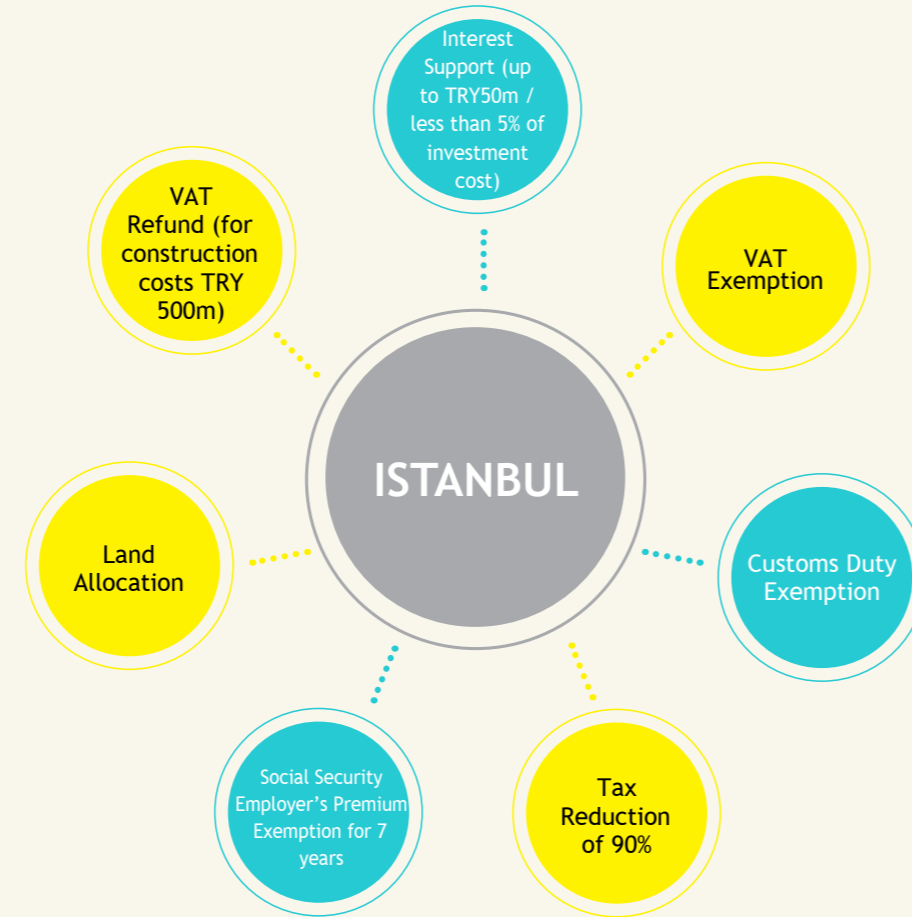 Interest
Support (up
to TRY50m /
less than 5% of
investment
cost)
VAT
Refund (for
construction
costs TRY
500m)
VAT
Exemption
ISTANBUL
Land
Allocation
Customs Duty
Exemption
Social Security
Employer’s Premium
Exemption for 7
years
Tax
Reduction
of 90%